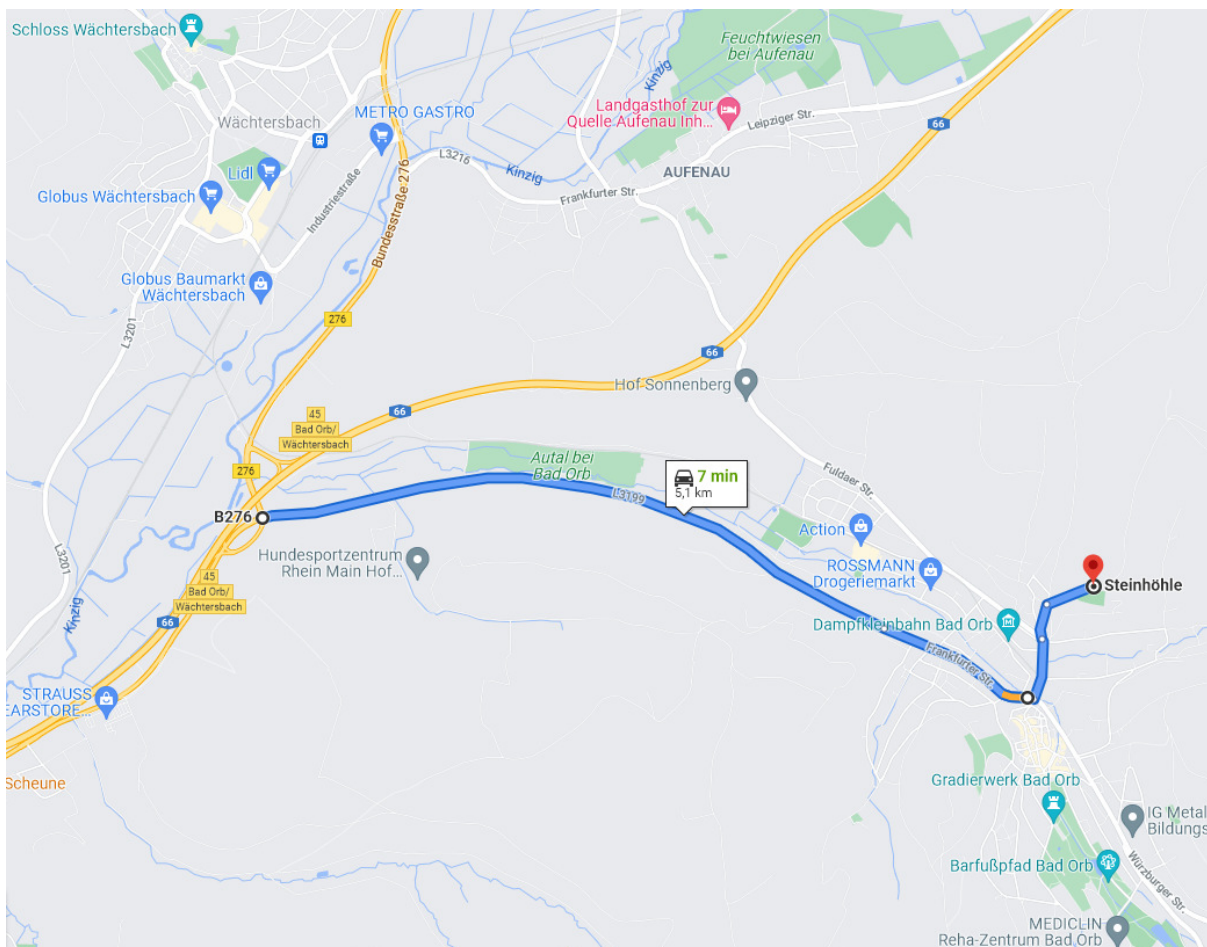 Schloss Wächtersbach
Feuchtwiesen
bei Aufenau
Kinzig
Kinzig
METRO GASTRO
Landgasthof zur
Quelle Aufenau Inh...
Leipziger Str.
66
Wächtersbach
L3216
Kinzig
AUFENAU
Lidl
Frankfurter Str.
Globus Wächtersbach
Industriestraße
Bundesstraße 276
Globus Baumarkt
Wächtersbach
L3201
276
66
Hof Sonnenberg
66
45
Bad Orb/
Wächtersbach
276
Autal bei
Bad Orb
7 min
5,1 km
L3199
Fuldaer Str.
B276
Action
L3201
Hundesportzentrum
Rhein Main Hof...
ROSSMANN
Drogeriemarkt
45
Bad Orb/
Wächtersbach
Steinhöhle
Kinzig
66
Dampfkleinbahn Bad Orb
Frankfurter Str.
STRAUSS
EARSTORE...
Scheune
Gradierwerk Bad Orb
IG Metal
Bildungs
Barfußpfad Bad Orb
Würzburger Str.
MEDICLIN
Reha-Zentrum Bad Orb